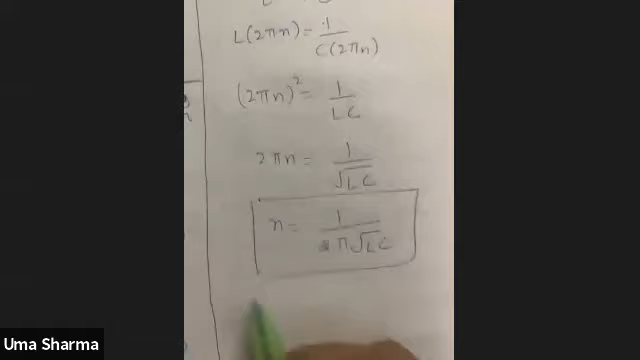 L(2πn) = 1/C(2πn)
(2πn)² = 1/LC
2πn = 1/√LC
n = 1/2π√LC
Uma Sharma